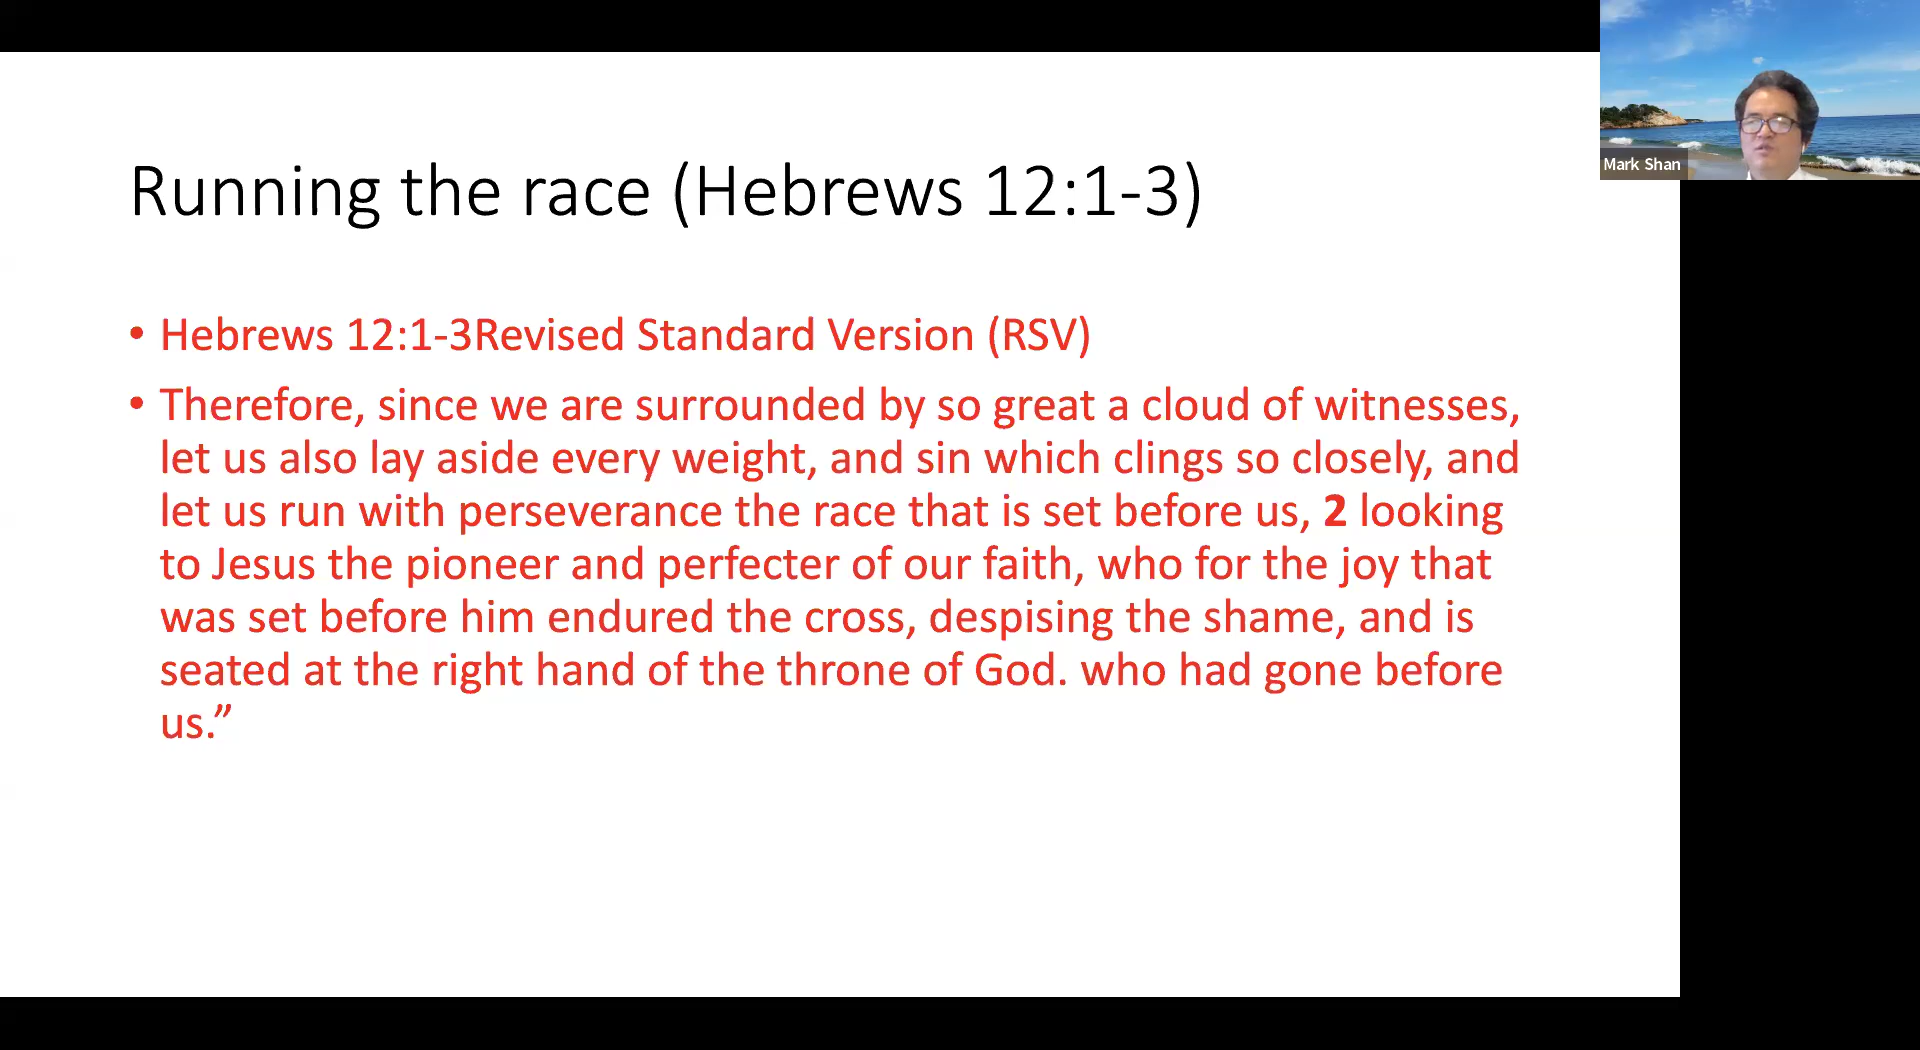 Mark Shan
Running the race (Hebrews 12:1-3)
• Hebrews 12:1-3Revised Standard Version (RSV)
• Therefore, since we are surrounded by so great a cloud of witnesses,
let us also lay aside every weight, and sin which clings so closely, and
let us run with perseverance the race that is set before us, 2 looking
to Jesus the pioneer and perfecter of our faith, who for the joy that
was set before him endured the cross, despising the shame, and is
seated at the right hand of the throne of God. who had gone before
us.”